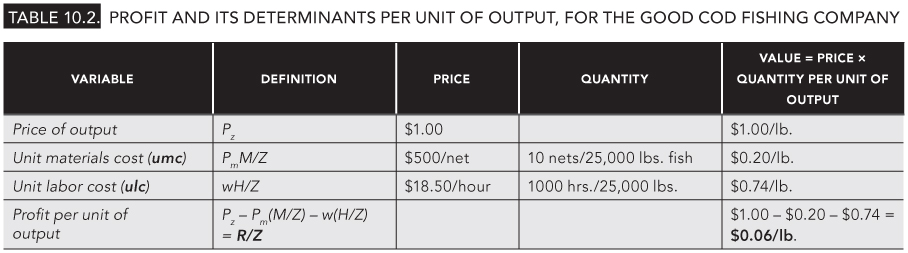 TABLE 10.2. PROFIT AND ITS DETERMINANTS PER UNIT OF OUTPUT, FOR THE GOOD COD FISHING COMPANY
VARIABLE DEFINITION PRICE QUANTITY VALUE = PRICE × QUANTITY PER UNIT OF OUTPUT
Price of output P_z $1.00 $1.00/lb.
Unit materials cost (umc) P_m M/Z $500/net 10 nets/25,000 lbs. fish $0.20/lb.
Unit labor cost (ulc) wH/Z $18.50/hour 1000 hrs./25,000 lbs. $0.74/lb.
Profit per unit of P_z – P_m(M/Z) – w(H/Z) $1.00 – $0.20 – $0.74 =
output = R/Z $0.06/lb.